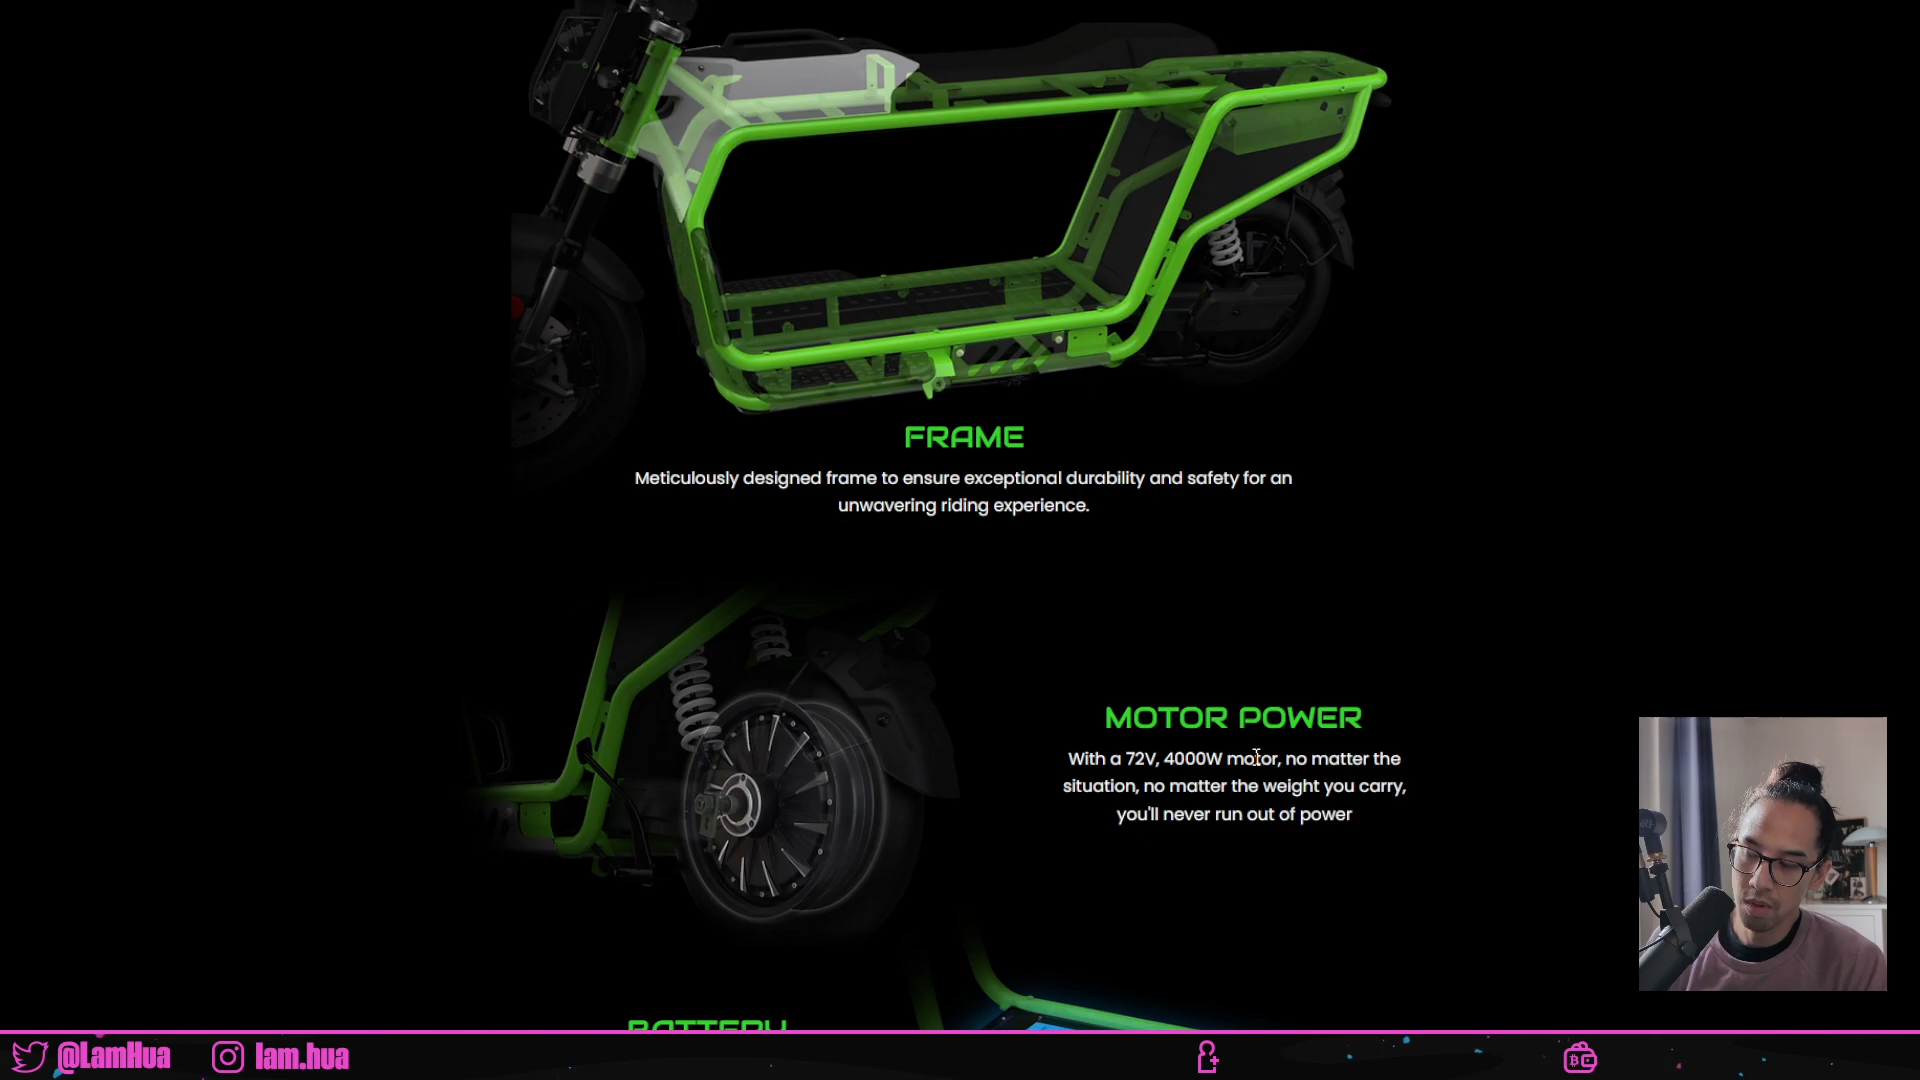 FRAME
Meticulously designed frame to ensure exceptional durability and safety for an
unwavering riding experience.
MOTOR POWER
With a 72V, 4000W motor, no matter the
situation, no matter the weight you carry,
you'll never run out of power
BATTERY
@LamHua
lam.hua